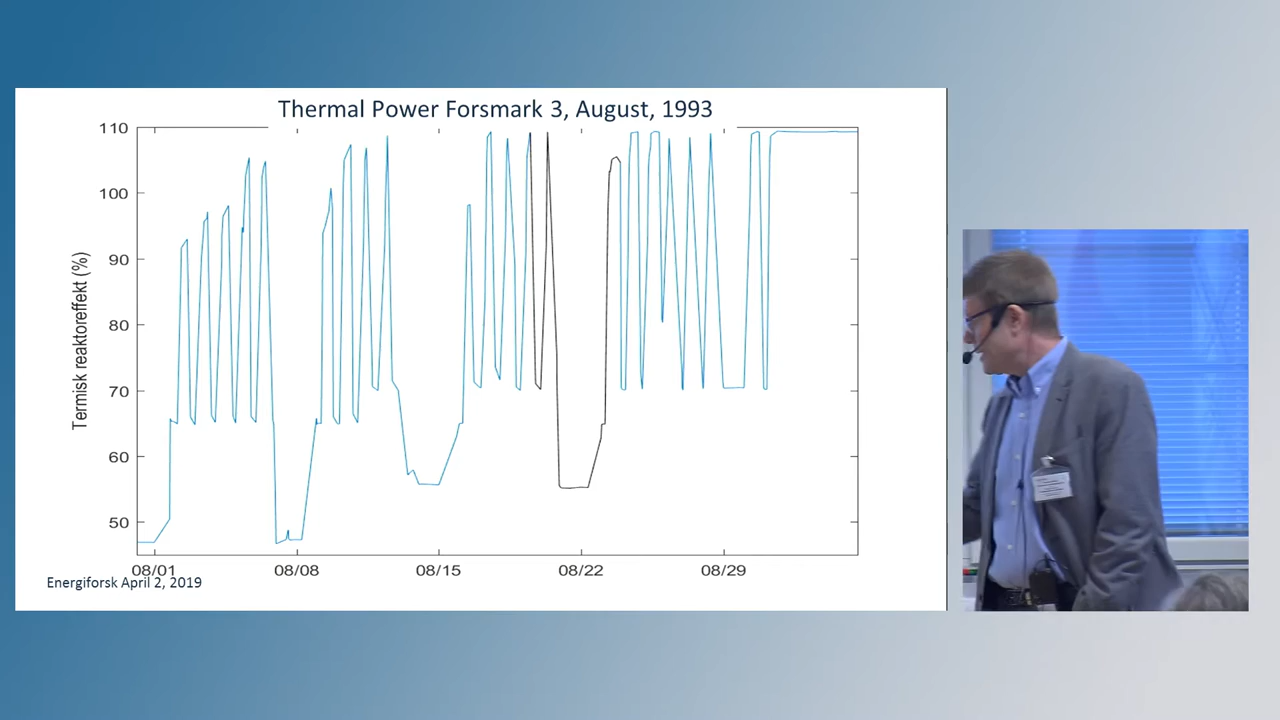 Thermal Power Forsmark 3, August, 1993
Termisk reaktoreffekt (%)
110
100
90
80
70
60
50
08/01 08/08 08/15 08/22 08/29
Energiforsk April 2, 2019